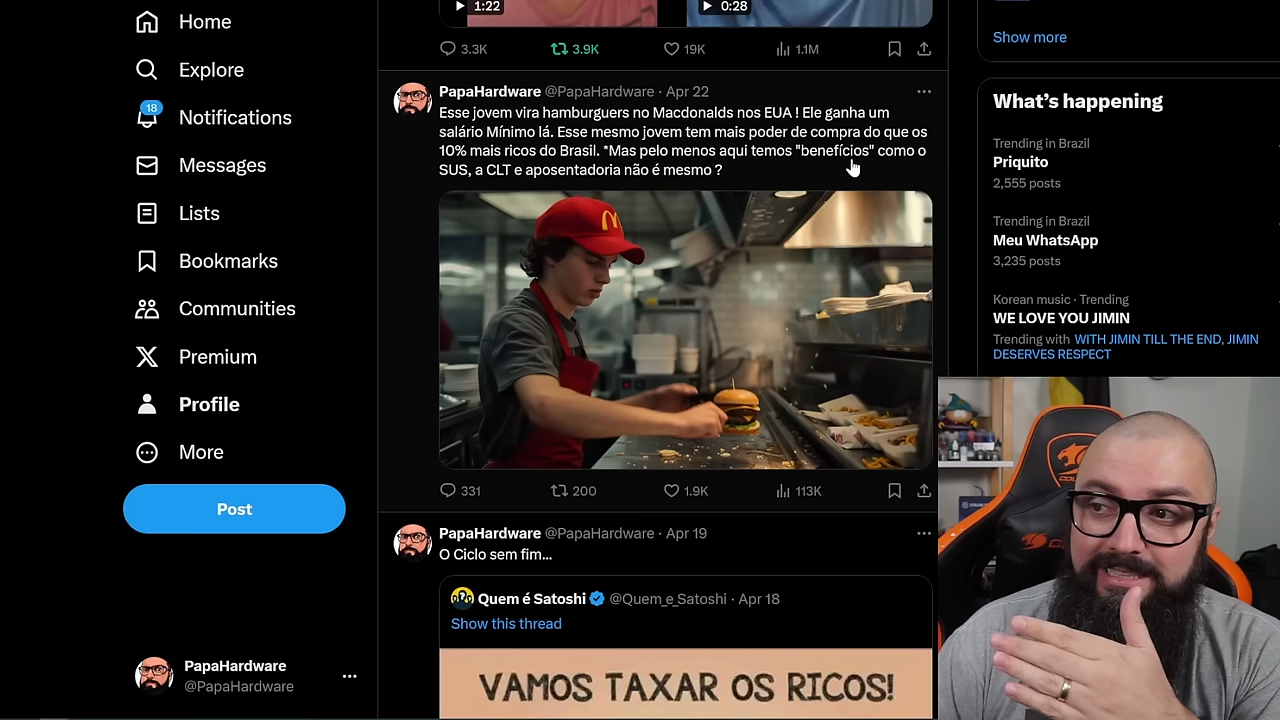 Home
Explore
18
Notifications
Messages
Lists
Bookmarks
Communities
Premium
Profile
More
Post
PapaHardware
@PapaHardware
1:22
0:28
3.3K 3.9K 19K 1.1M
PapaHardware @PapaHardware · Apr 22
Esse jovem vira hamburguers no Macdonalds nos EUA ! Ele ganha um
salário Mínimo lá. Esse mesmo jovem tem mais poder de compra do que os
10% mais ricos do Brasil. *Mas pelo menos aqui temos "benefícios" como o
SUS, a CLT e aposentadoria não é mesmo ?
331 200 1.9K 113K
PapaHardware @PapaHardware · Apr 19
O Ciclo sem fim...
Quem é Satoshi @Quem_e_Satoshi · Apr 18
Show this thread
VAMOS TAXAR OS RICOS!
Show more
What's happening
Trending in Brazil
Priquito
2,555 posts
Trending in Brazil
Meu WhatsApp
3,235 posts
Korean music · Trending
WE LOVE YOU JIMIN
Trending with WITH JIMIN TILL THE END, JIMIN
DESERVES RESPECT